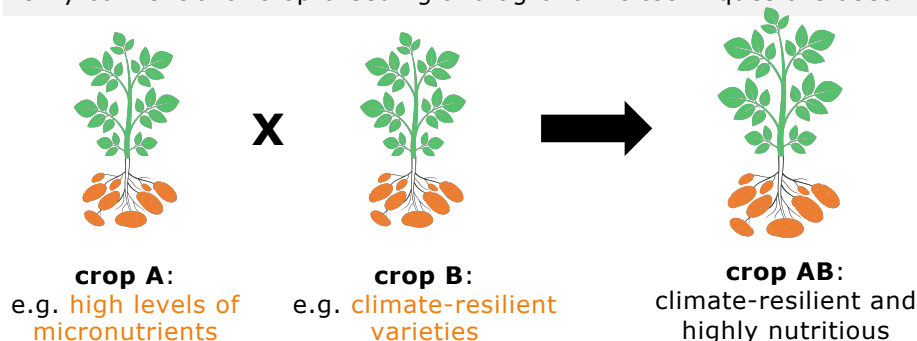 X
crop A:
e.g. high levels of
micronutrients
crop B:
e.g. climate-resilient
varieties
crop AB:
climate-resilient and
highly nutritious